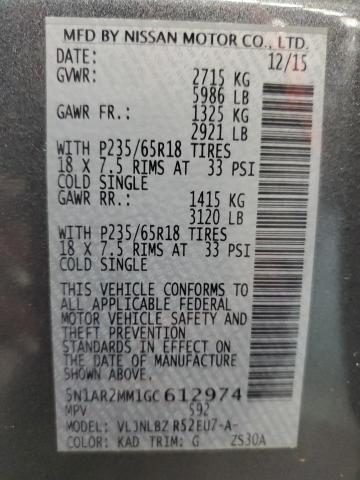 MFD BY NISSAN MOTOR CO., LTD.
DATE: 12/15
GVWR: 2715 KG
5986 LB
GAWR FR.: 1325 KG
2921 LB
WITH P235/65R18 TIRES
18 X 7.5 RIMS AT 33 PSI
COLD SINGLE
GAWR RR.: 1415 KG
3120 LB
WITH P235/65R18 TIRES
18 X 7.5 RIMS AT 33 PSI
COLD SINGLE
THIS VEHICLE CONFORMS TO
ALL APPLICABLE FEDERAL
MOTOR VEHICLE SAFETY AND
THEFT PREVENTION
STANDARDS IN EFFECT ON
THE DATE OF MANUFACTURE
SHOWN ABOVE.
5N1AR2MM1GC612974
MPV 592
MODEL: VLJNLBZ R52EU7-A-
COLOR: KAD TRIM: G ZS30A